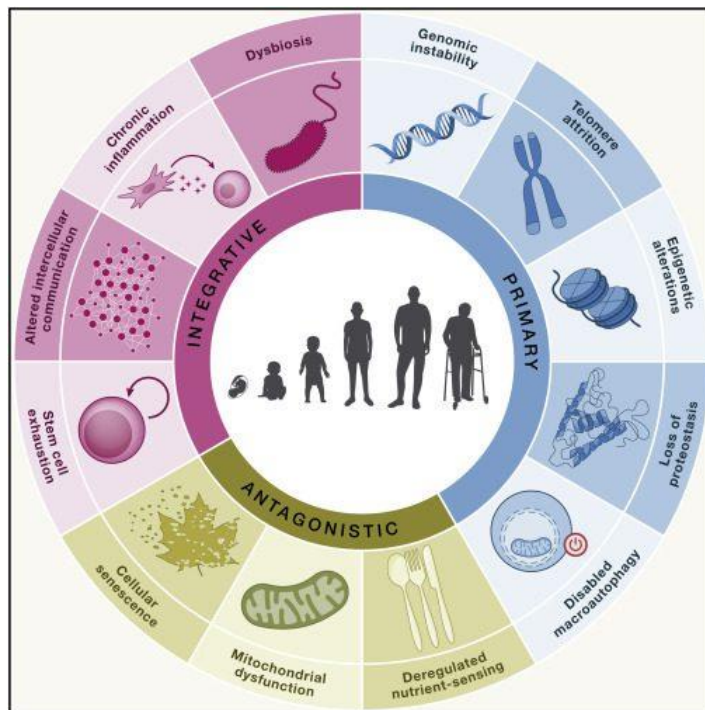 Dysbiosis
Genomic
instability
Telomere
attrition
Epigenetic
alterations
Loss of
proteostasis
Disabled
macroautophagy
Deregulated
nutrient-sensing
Mitochondrial
dysfunction
Cellular
senescence
Stem cell
exhaustion
Altered intercellular
communication
Chronic
inflammation
INTEGRATIVE
PRIMARY
ANTAGONISTIC